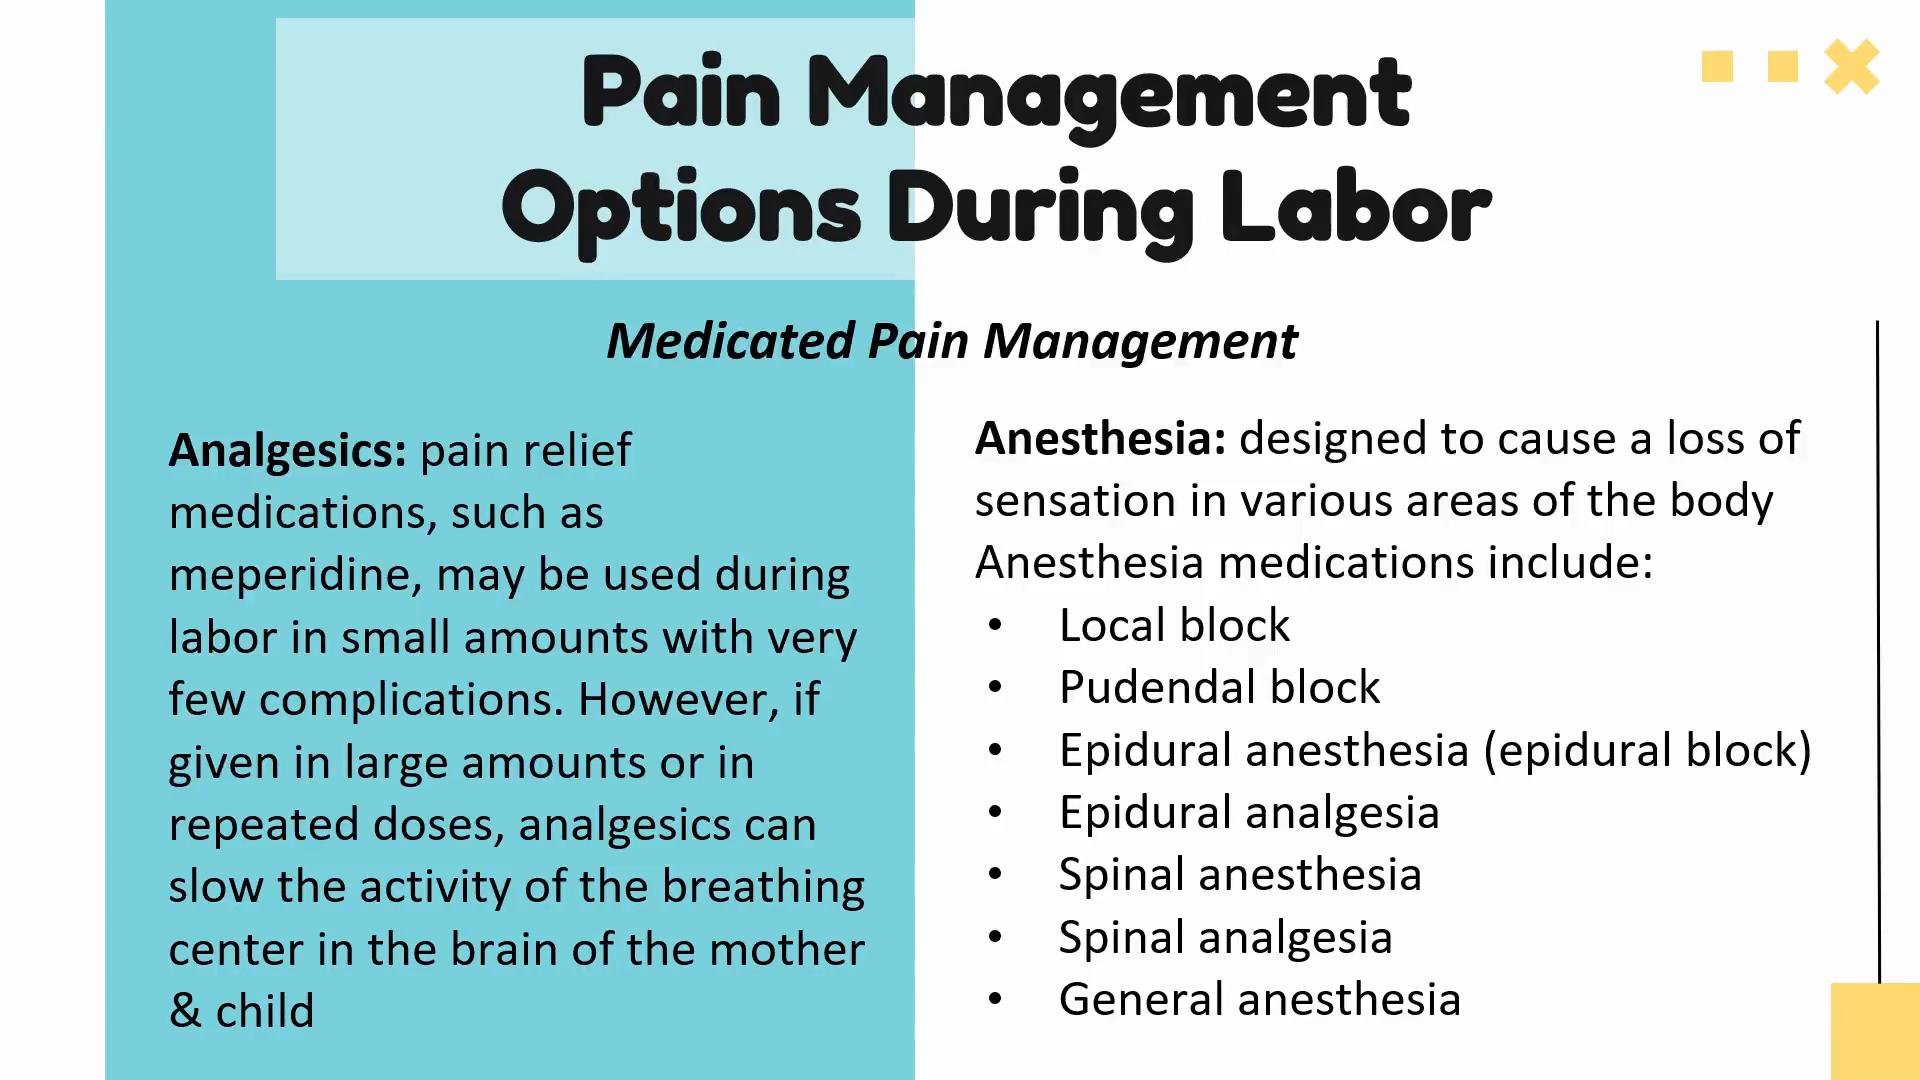 Pain Management
Options During Labor
Medicated Pain Management
Analgesics: pain relief
medications, such as
meperidine, may be used during
labor in small amounts with very
few complications. However, if
given in large amounts or in
repeated doses, analgesics can
slow the activity of the breathing
center in the brain of the mother
& child
Anesthesia: designed to cause a loss of
sensation in various areas of the body
Anesthesia medications include:
• Local block
• Pudendal block
• Epidural anesthesia (epidural block)
• Epidural analgesia
• Spinal anesthesia
• Spinal analgesia
• General anesthesia